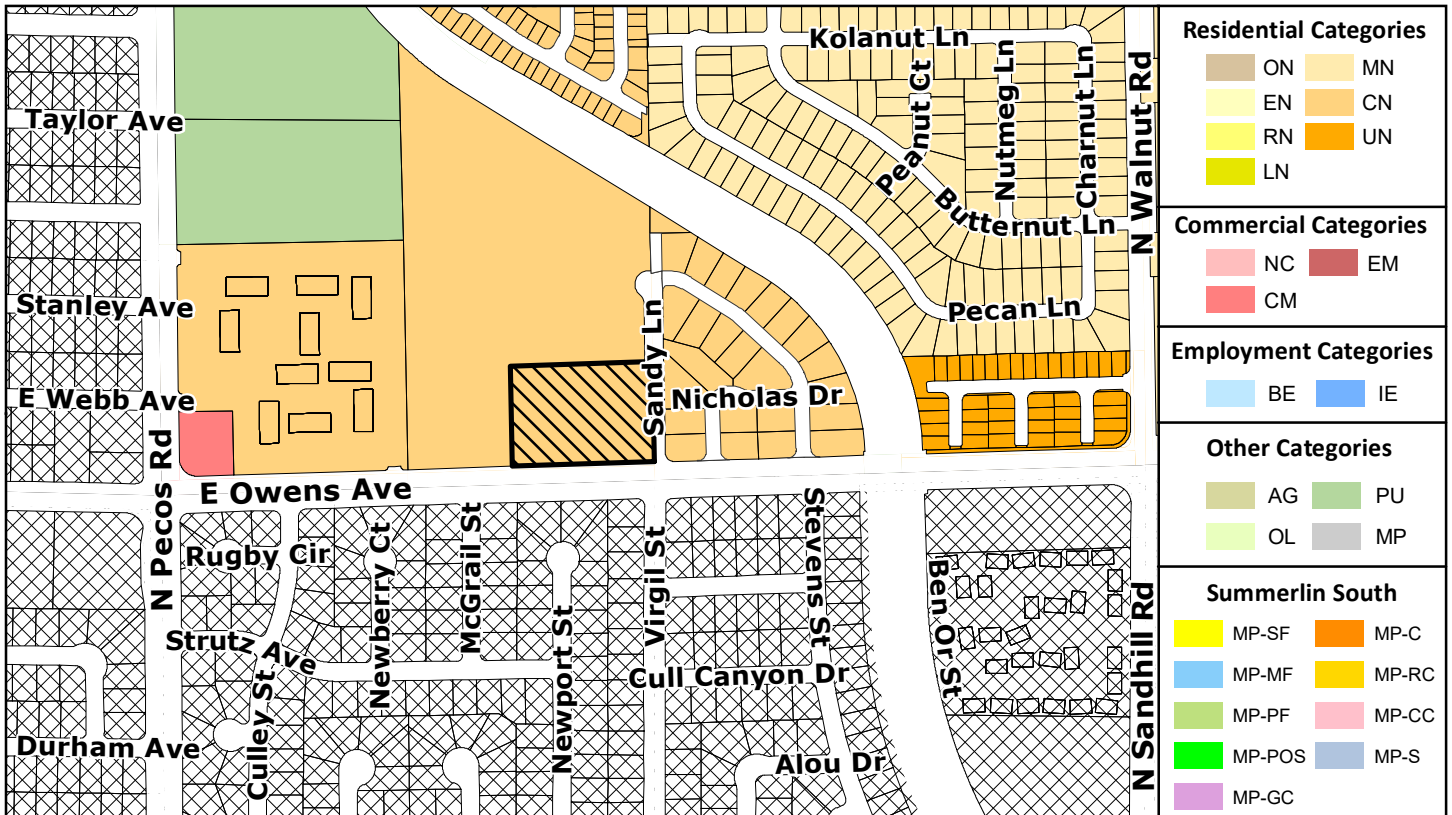 Kolanut Ln
Peanut Ct
Nutmeg Ln
Charnut Ln
N Walnut Rd
Taylor Ave
Butternut Ln
Stanley Ave
Pecan Ln
Sandy Ln
E Webb Ave
Nicholas Dr
N Pecos Rd
E Owens Ave
Rugby Cir
Newberry Ct
McGrail St
Virgil St
Stevens St
Ben Or St
N Sandhill Rd
Strutz Ave
Culley St
Newport St
Cull Canyon Dr
Durham Ave
Alou Dr
Residential Categories
ON MN
EN CN
RN UN
LN
Commercial Categories
NC EM
CM
Employment Categories
BE IE
Other Categories
AG PU
OL MP
Summerlin South
MP-SF MP-C
MP-MF MP-RC
MP-PF MP-CC
MP-POS MP-S
MP-GC